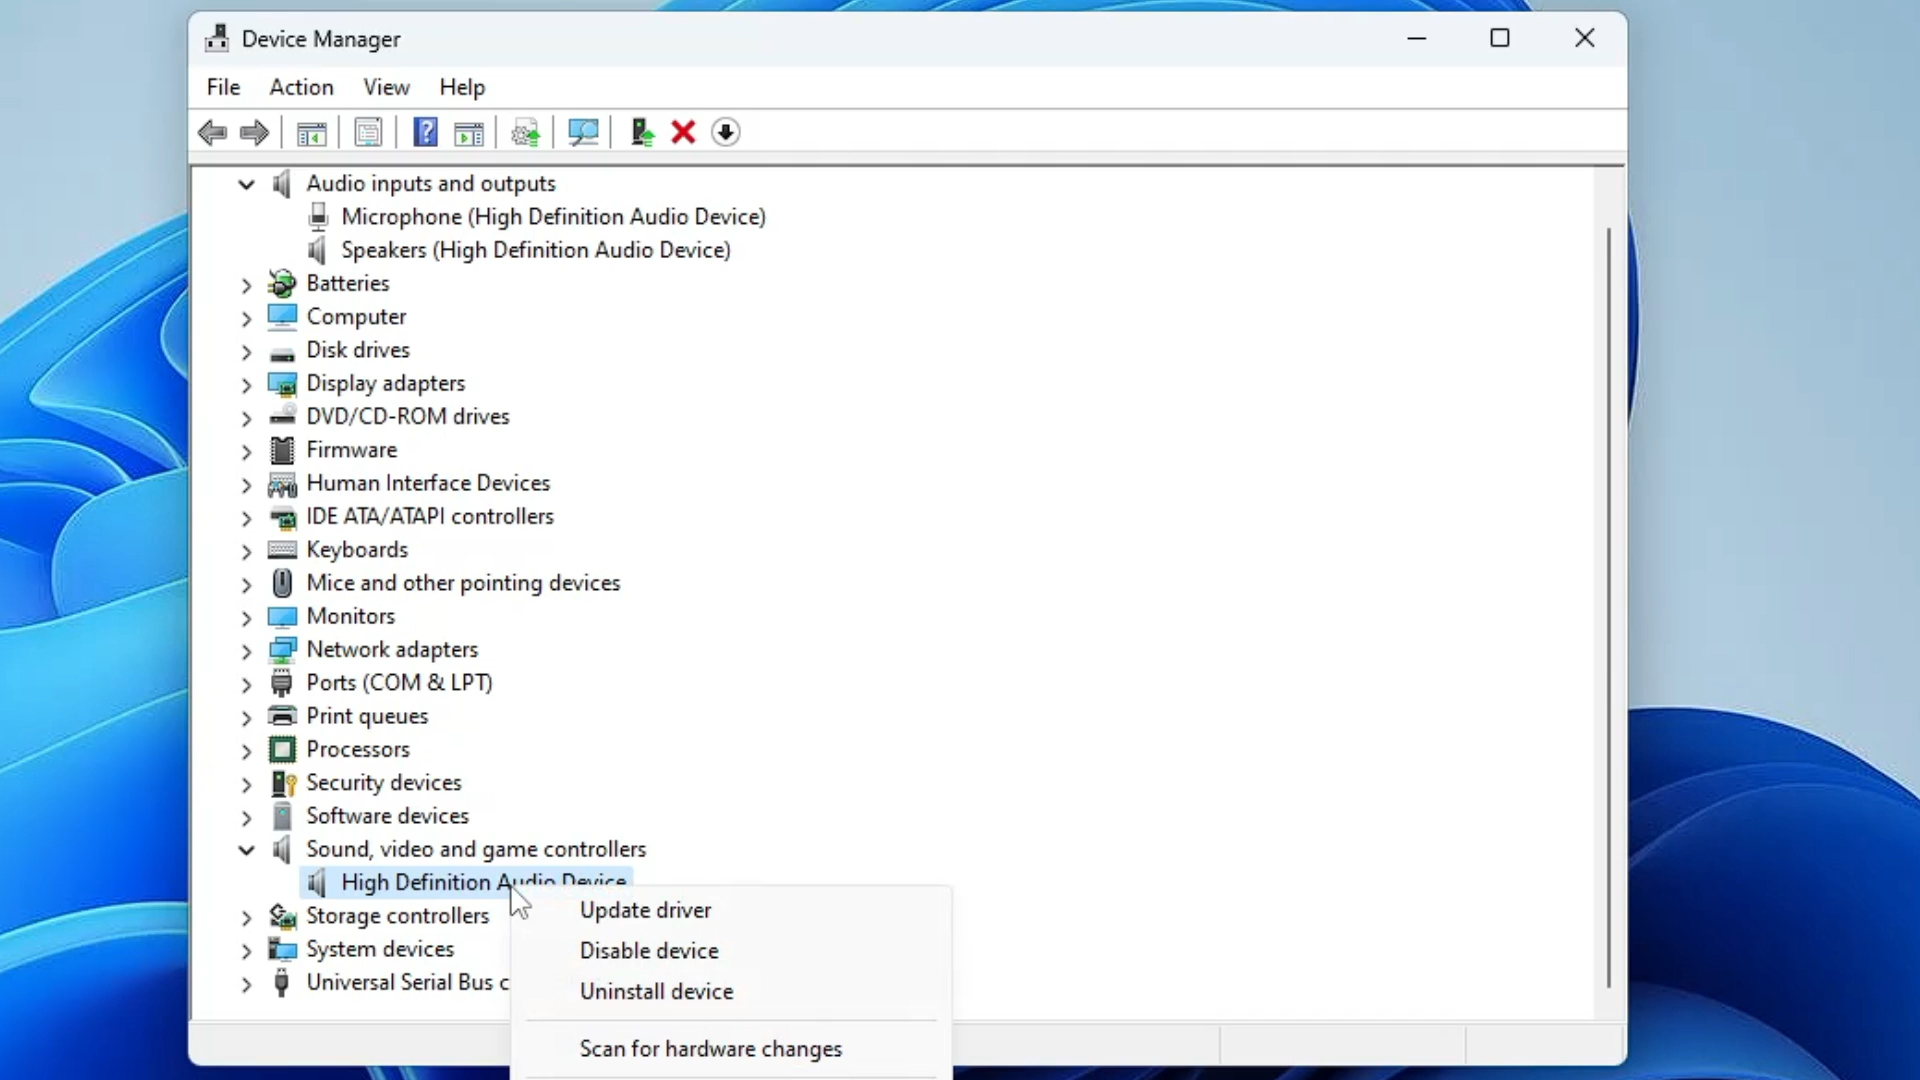 Device Manager
File Action View Help
Audio inputs and outputs
Microphone (High Definition Audio Device)
Speakers (High Definition Audio Device)
Batteries
Computer
Disk drives
Display adapters
DVD/CD-ROM drives
Firmware
Human Interface Devices
IDE ATA/ATAPI controllers
Keyboards
Mice and other pointing devices
Monitors
Network adapters
Ports (COM & LPT)
Print queues
Processors
Security devices
Software devices
Sound, video and game controllers
High Definition Audio Device
Storage controllers
System devices
Universal Serial Bus c
Update driver
Disable device
Uninstall device
Scan for hardware changes